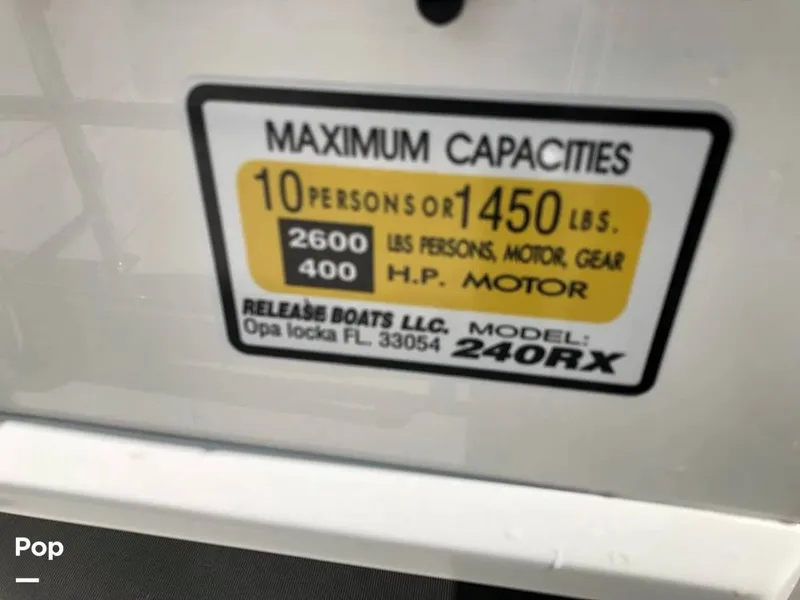 MAXIMUM CAPACITIES
10 PERSONS OR 1450 LBS.
2600 LBS PERSONS, MOTOR, GEAR
400 H.P. MOTOR
RELEASE BOATS LLC. MODEL:
Opa locka FL. 33054 240RX
Pop